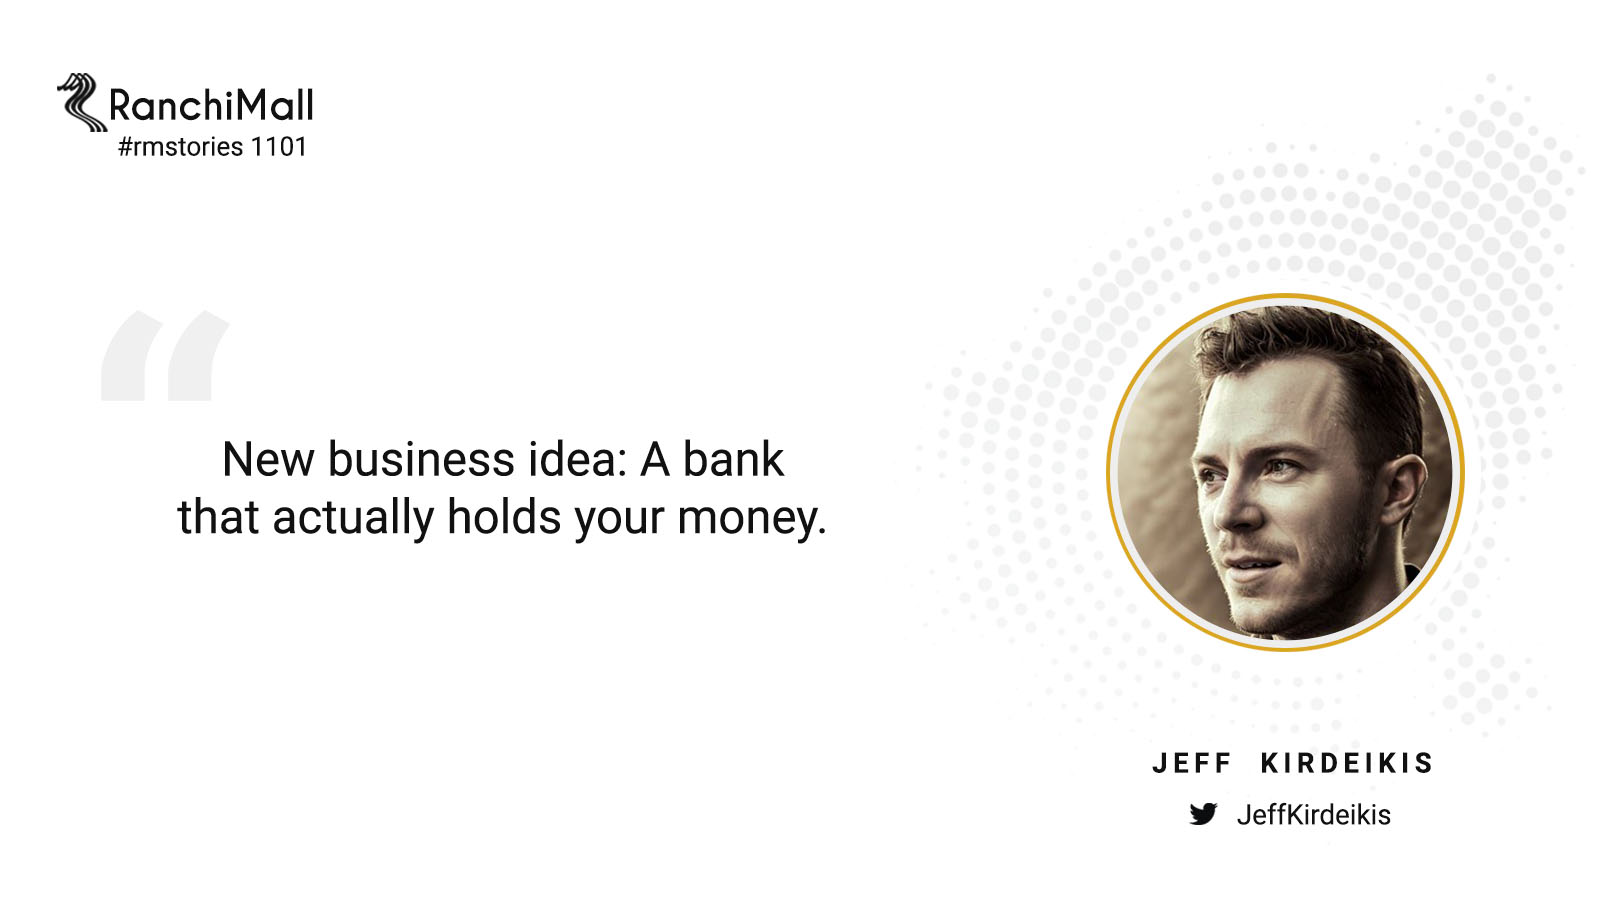 RanchiMall
#rmstories 1101
“
New business idea: A bank
that actually holds your money.
JEFF KIRDEIKIS
JeffKirdeikis